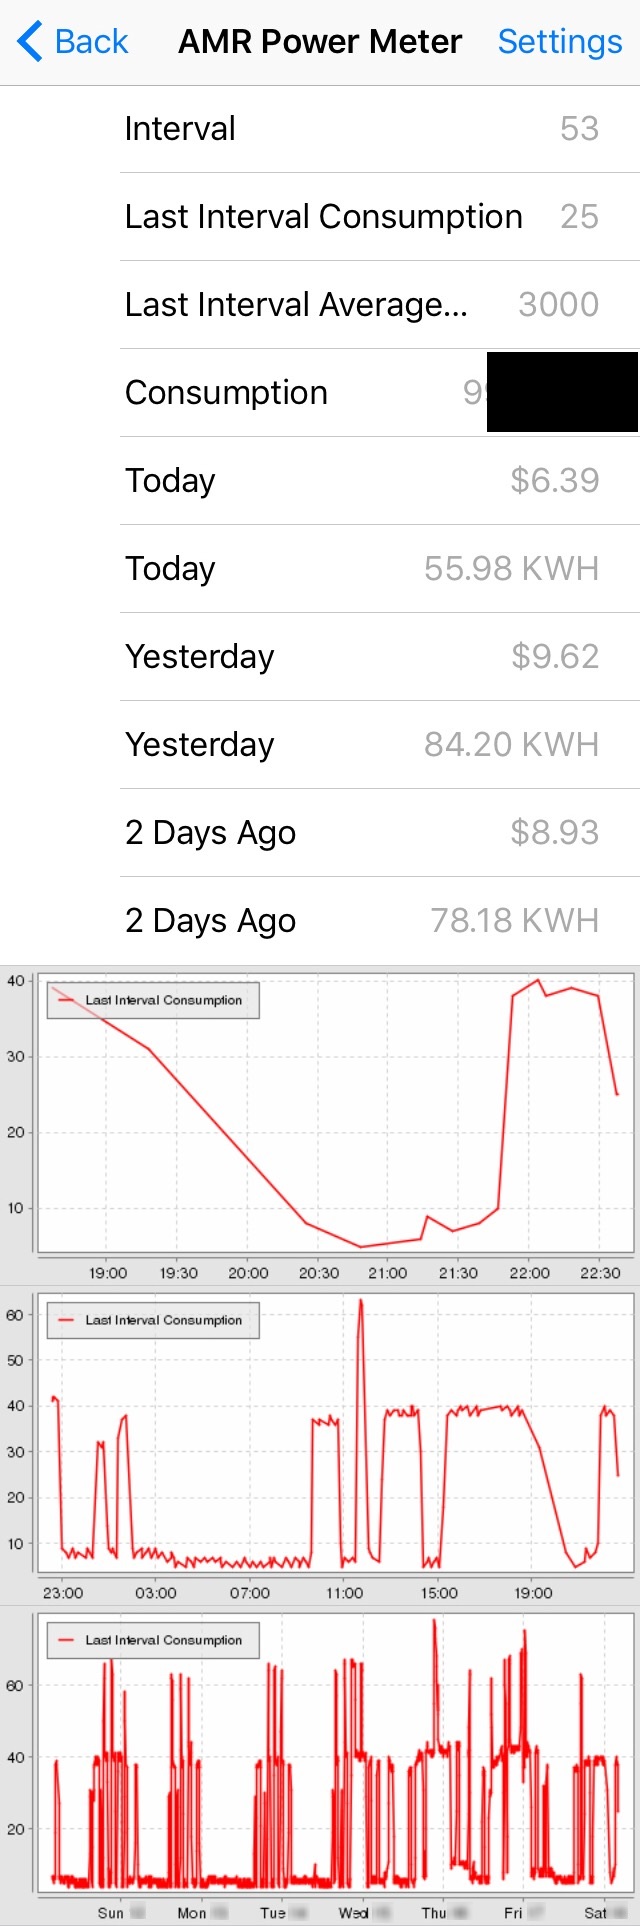 Back AMR Power Meter Settings
Interval 53
Last Interval Consumption 25
Last Interval Average... 3000
Consumption 9
Today $6.39
Today 55.98 KWH
Yesterday $9.62
Yesterday 84.20 KWH
2 Days Ago $8.93
2 Days Ago 78.18 KWH
40
Last Interval Consumption
30
20
10
19:00 19:30 20:00 20:30 21:00 21:30 22:00 22:30
60
Last Interval Consumption
50
40
30
20
10
23:00 03:00 07:00 11:00 15:00 19:00
Last Interval Consumption
60
40
20
Sun Mon Tue Wed Thu Fri Sat